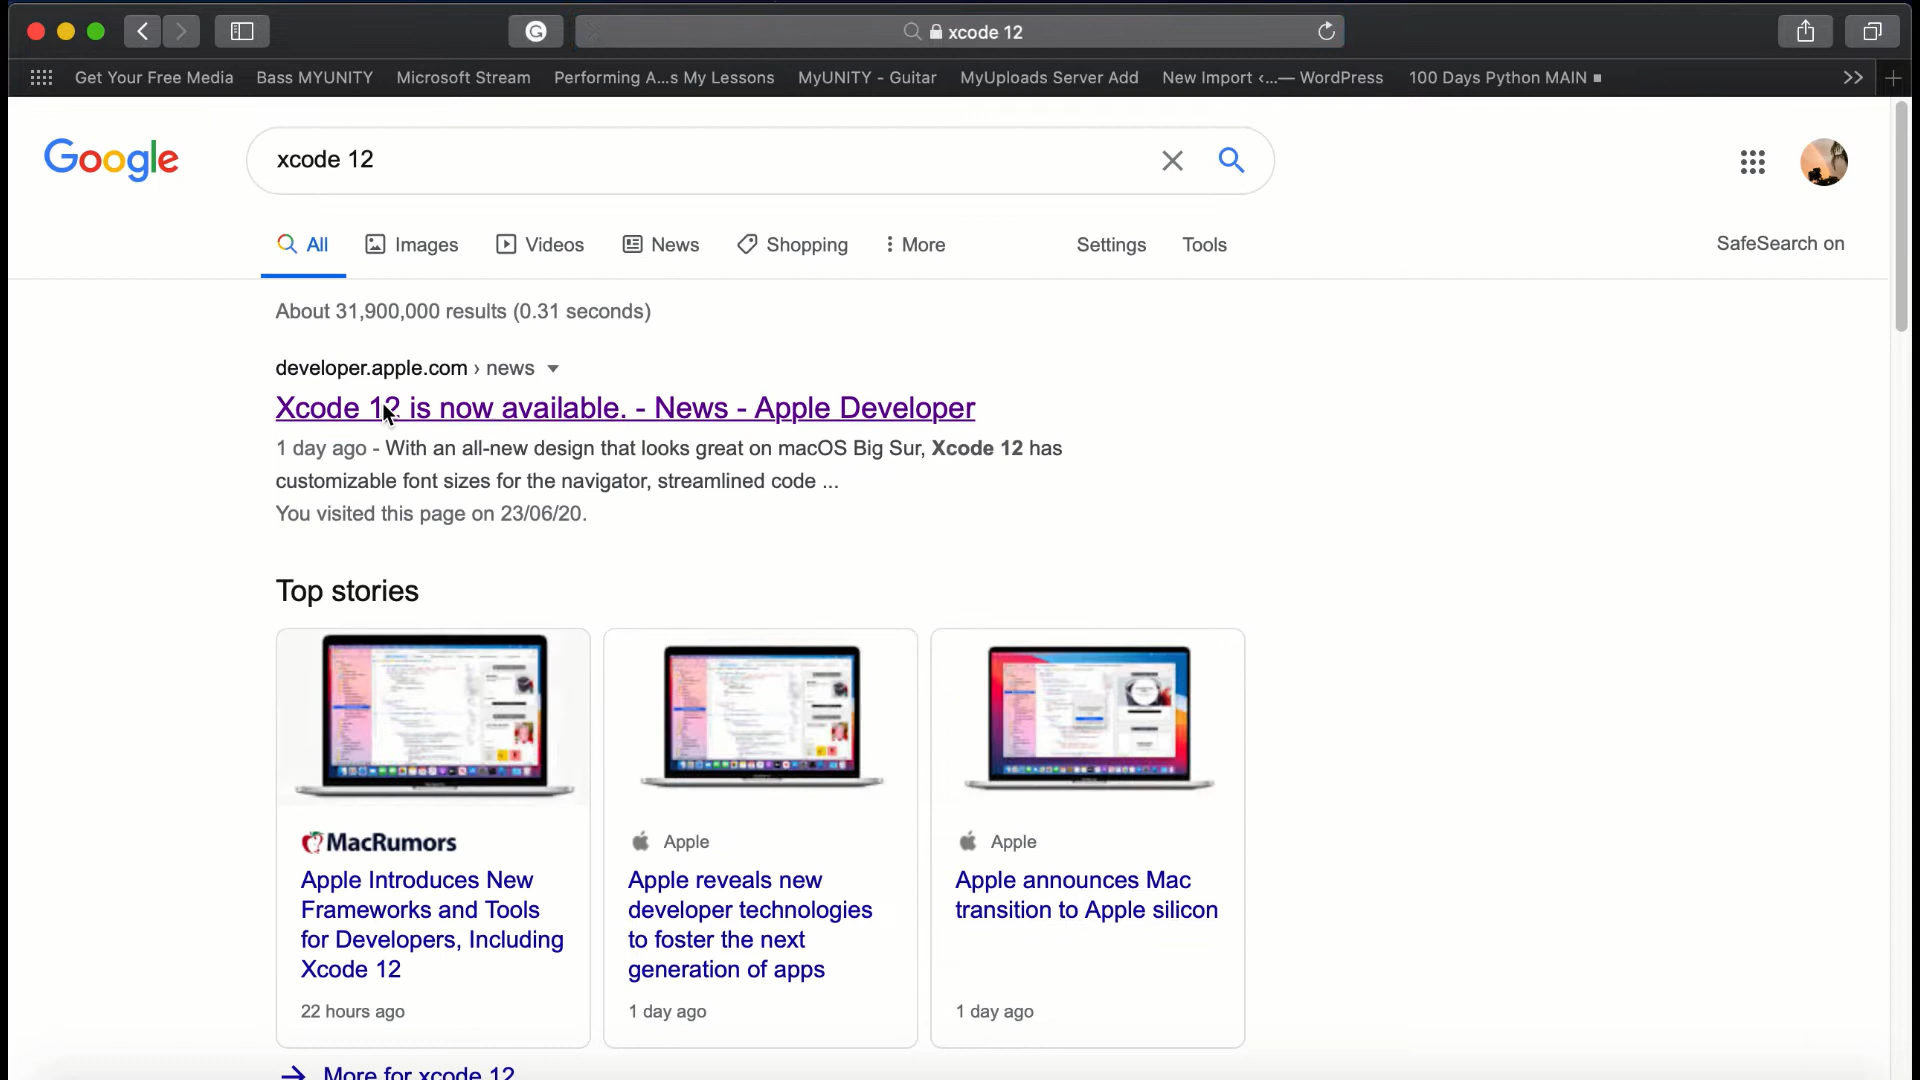 xcode 12
Get Your Free Media Bass MYUNITY Microsoft Stream Performing A...s My Lessons MyUNITY - Guitar MyUploads Server Add New Import <...— WordPress 100 Days Python MAIN
Google xcode 12
All Images Videos News Shopping More Settings Tools SafeSearch on
About 31,900,000 results (0.31 seconds)
developer.apple.com › news
Xcode 12 is now available. - News - Apple Developer
1 day ago - With an all-new design that looks great on macOS Big Sur, Xcode 12 has
customizable font sizes for the navigator, streamlined code ...
You visited this page on 23/06/20.
Top stories
MacRumors
Apple Introduces New
Frameworks and Tools
for Developers, Including
Xcode 12
22 hours ago
Apple
Apple reveals new
developer technologies
to foster the next
generation of apps
1 day ago
Apple
Apple announces Mac
transition to Apple silicon
1 day ago
More for xcode 12